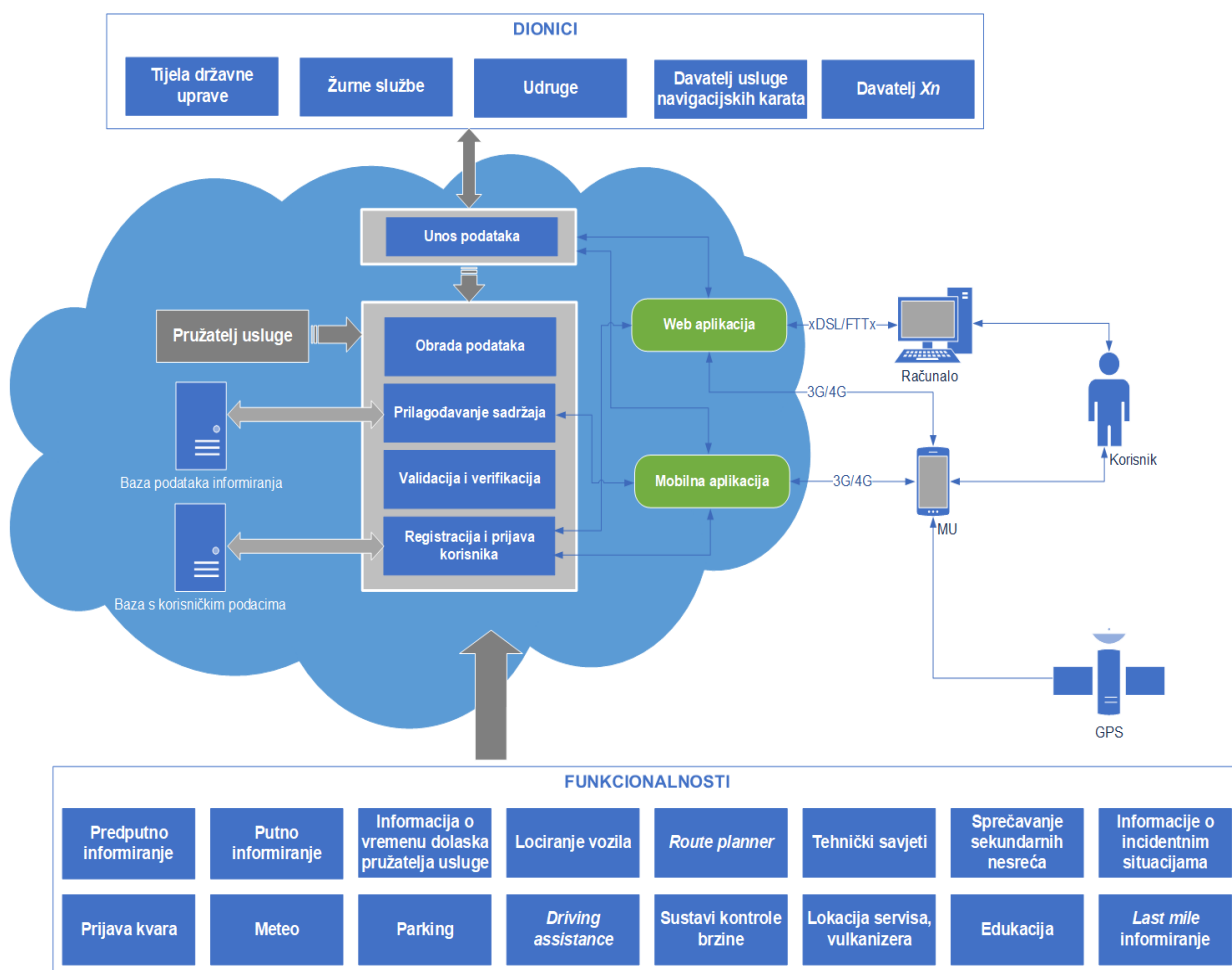 DIONICI
Tijela državne
uprave
Žurne službe
Udruge
Davatelj usluge
navigacijskih karata
Davatelj Xn
Unos podataka
Pružatelj usluge
Obrada podataka
Web aplikacija
xDSL/FTTx
Računalo
3G/4G
Prilagođavanje sadržaja
Baza podataka informiranja
Validacija i verifikacija
Mobilna aplikacija
3G/4G
MU
Korisnik
Registracija i prijava
korisnika
Baza s korisničkim podacima
GPS
FUNKCIONALNOSTI
Predputno
informiranje
Putno
informiranje
Informacija o
vremenu dolaska
pružatelja usluge
Lociranje vozila
Route planner
Tehnički savjeti
Sprečavanje
sekundarnih
nesreća
Informacije o
incidentnim
situacijama
Prijava kvara
Meteo
Parking
Driving
assistance
Sustavi kontrole
brzine
Lokacija servisa,
vulkanizera
Edukacija
Last mile
informiranje